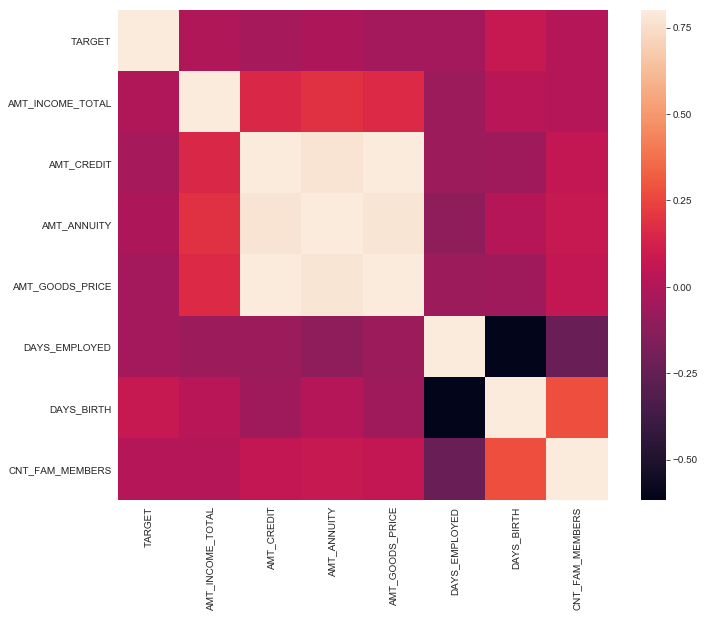 TARGET
AMT_INCOME_TOTAL
AMT_CREDIT
AMT_ANNUITY
AMT_GOODS_PRICE
DAYS_EMPLOYED
DAYS_BIRTH
CNT_FAM_MEMBERS
TARGET
AMT_INCOME_TOTAL
AMT_CREDIT
AMT_ANNUITY
AMT_GOODS_PRICE
DAYS_EMPLOYED
DAYS_BIRTH
CNT_FAM_MEMBERS
0.75
0.50
0.25
0.00
−0.25
−0.50